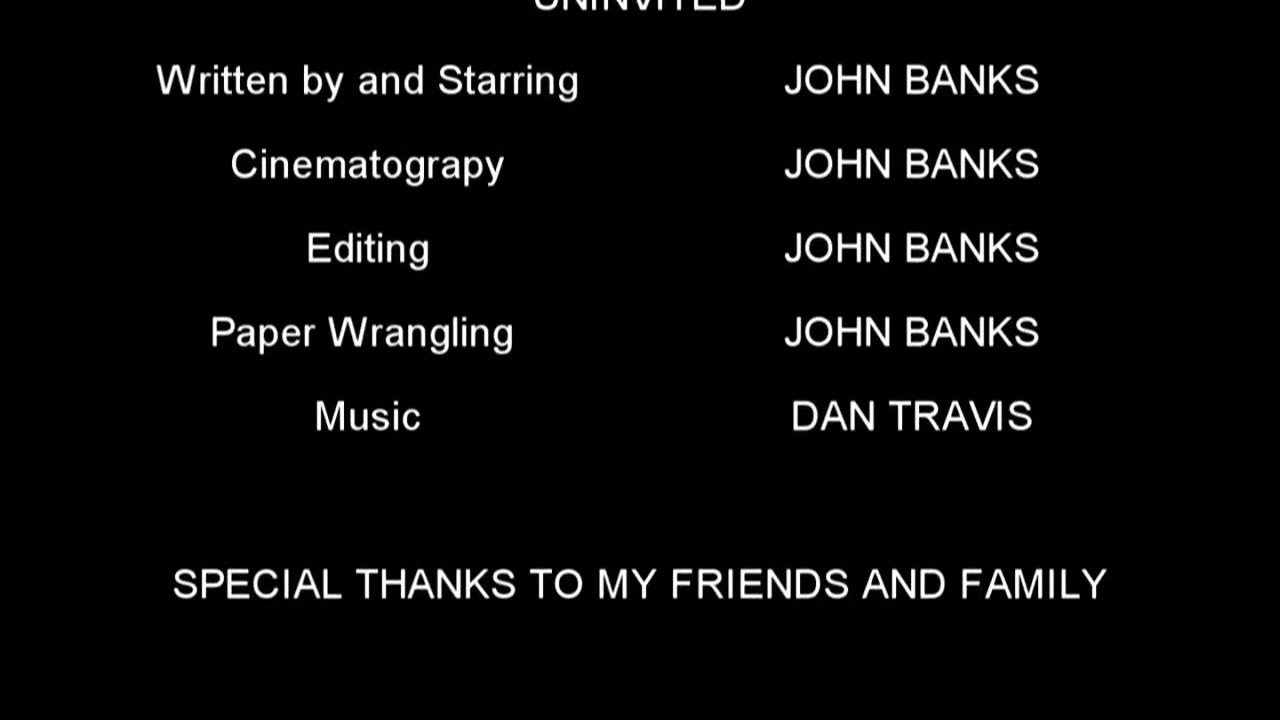 UNINVITED
Written by and Starring JOHN BANKS
Cinematograpy JOHN BANKS
Editing JOHN BANKS
Paper Wrangling JOHN BANKS
Music DAN TRAVIS
SPECIAL THANKS TO MY FRIENDS AND FAMILY